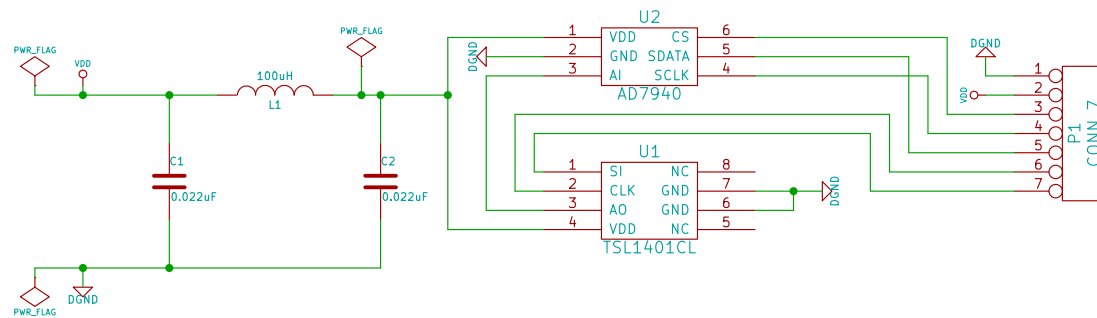 PWR_FLAG
VDD
100uH
L1
PWR_FLAG
C1
0.022uF
C2
0.022uF
PWR_FLAG
DGND
U2
1 VDD CS 6
2 GND SDATA 5
3 AI SCLK 4
AD7940
DGND
U1
1 SI NC 8
2 CLK GND 7
3 AO GND 6
4 VDD NC 5
TSL1401CL
DGND
DGND
VDD
1
2
3
4
5
6
7
P1
CONN_7